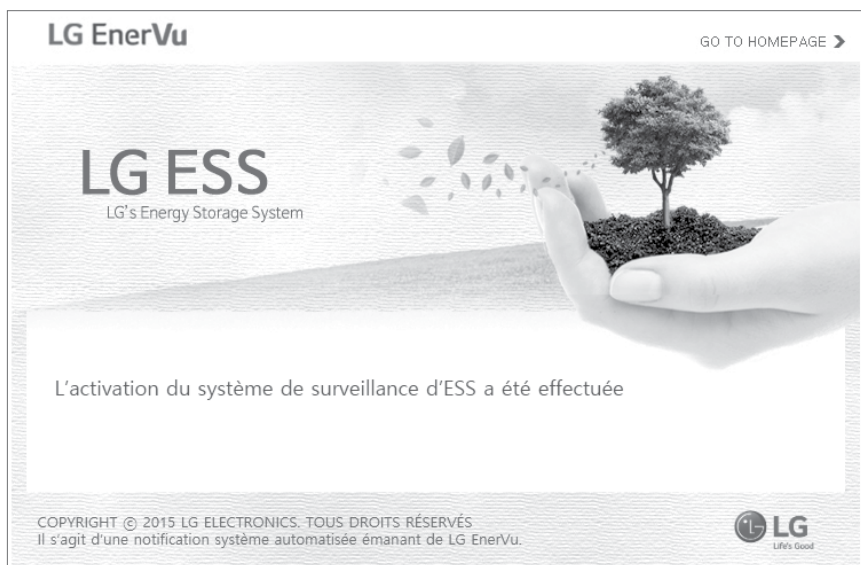 LG EnerVu
GO TO HOMEPAGE
LG ESS
LG's Energy Storage System
L'activation du système de surveillance d'ESS a été effectuée
COPYRIGHT © 2015 LG ELECTRONICS. TOUS DROITS RÉSERVÉS
Il s'agit d'une notification système automatisée émanant de LG EnerVu.
LG
Life's Good